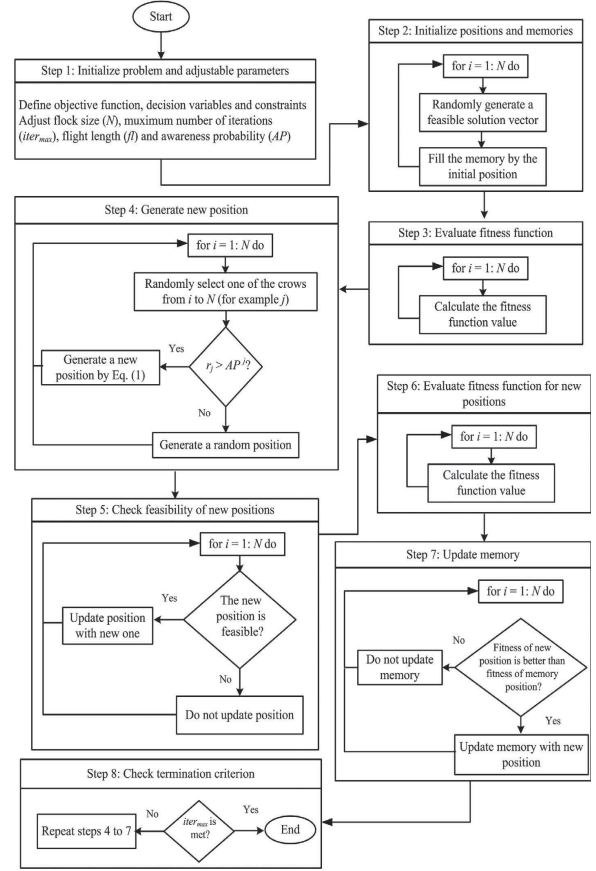 Start
Step 1: Initialize problem and adjustable parameters
Define objective function, decision variables and constraints
Adjust flock size (N), muximum number of iterations
(iter_max), flight length (fl) and awareness probability (AP)
Step 2: Initialize positions and memories
for i = 1: N do
Randomly generate a
feasible solution vector
Fill the memory by the
initial position
Step 3: Evaluate fitness function
for i = 1: N do
Calculate the fitness
function value
Step 4: Generate new position
for i = 1: N do
Randomly select one of the crows
from i to N (for example j)
r_j > AP^j?
Yes
Generate a new
position by Eq. (1)
No
Generate a random position
Step 5: Check feasibility of new positions
for i = 1: N do
The new
position is
feasible?
Yes
Update position
with new one
No
Do not update position
Step 6: Evaluate fitness function for new
positions
for i = 1: N do
Calculate the fitness
function value
Step 7: Update memory
for i = 1: N do
Fitness of new
position is better than
fitness of memory
position?
No
Do not update
memory
Yes
Update memory with new
position
Step 8: Check termination criterion
iter_max is
met?
No
Repeat steps 4 to 7
Yes
End